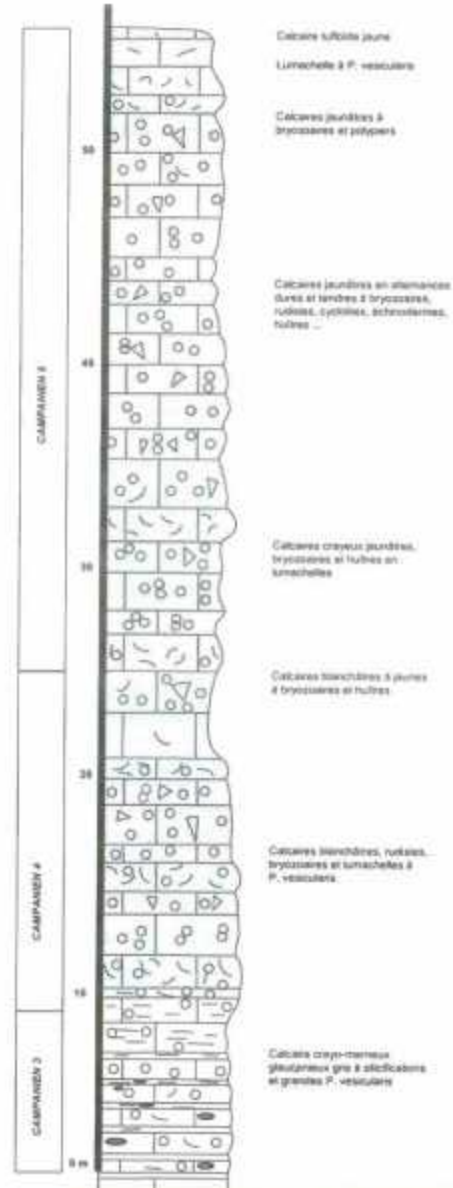 Calcaire tuffoïde jaune
Lumachelle à P. vesicularis
Calcaires jaunâtres à
bryozoaires et polypiers
50
Calcaires jaunâtres en alternances
dures et tendres à bryozoaires,
rudistes, cyclolites, échinodermes,
huîtres ...
40
CAMPANIEN 5
Calcaires crayeux jaunâtres,
bryozoaires et huîtres en
lumachelles
30
Calcaires blanchâtres à jaunes
à bryozoaires et huîtres
20
Calcaires blanchâtres, rudistes,
bryozoaires et lumachelles à
P. vesicularis
CAMPANIEN 4
10
Calcaire crayo-marneux
glauconieux gris à silicifications
et grandes P. vesicularis
CAMPANIEN 3
0 m